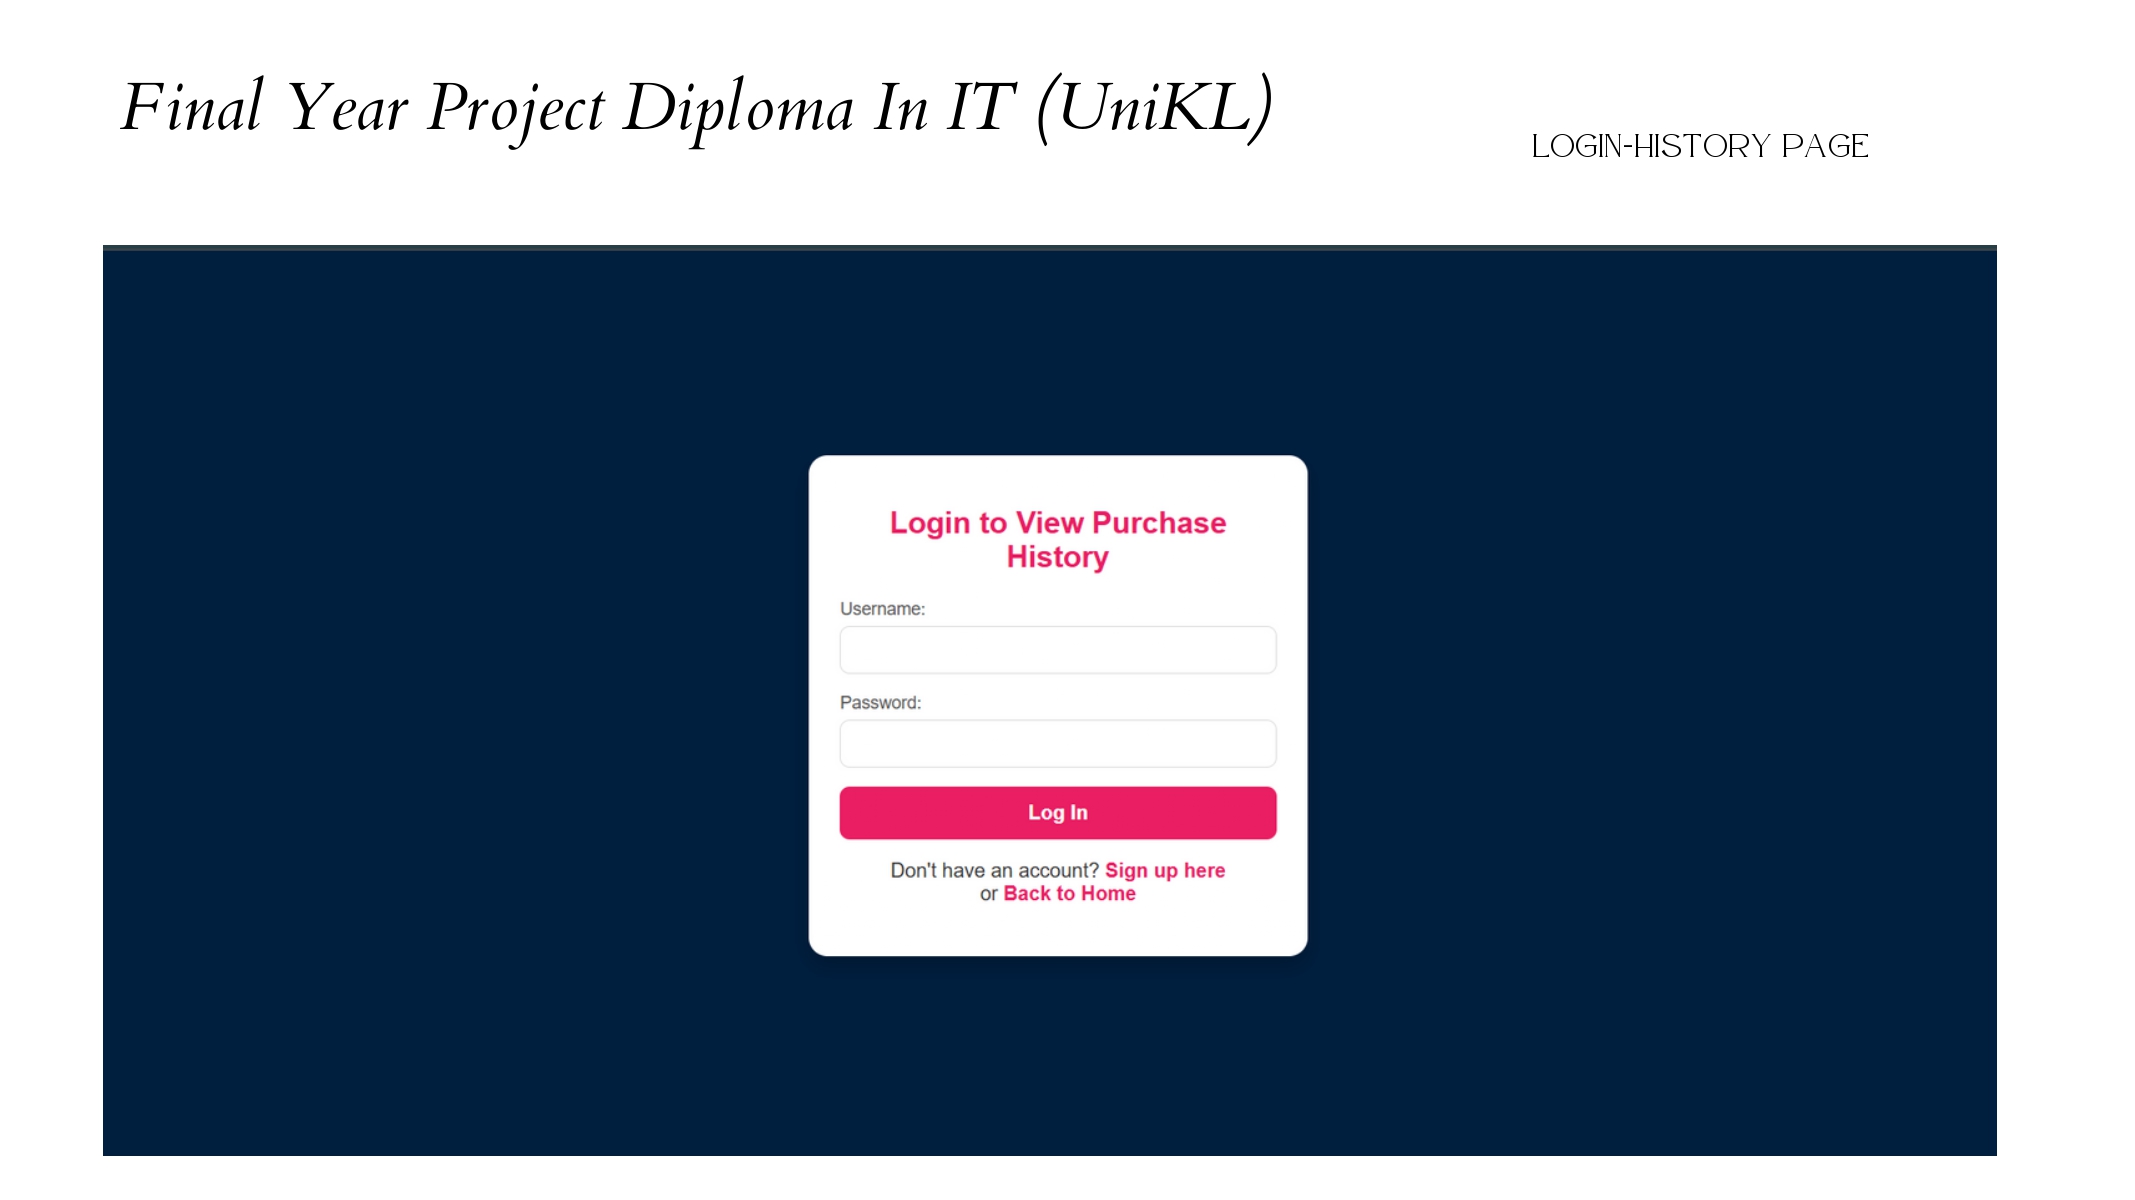 Final Year Project Diploma In IT (UniKL)
LOGIN-HISTORY PAGE
Login to View Purchase
History
Username:
Password:
Log In
Don't have an account? Sign up here
or Back to Home